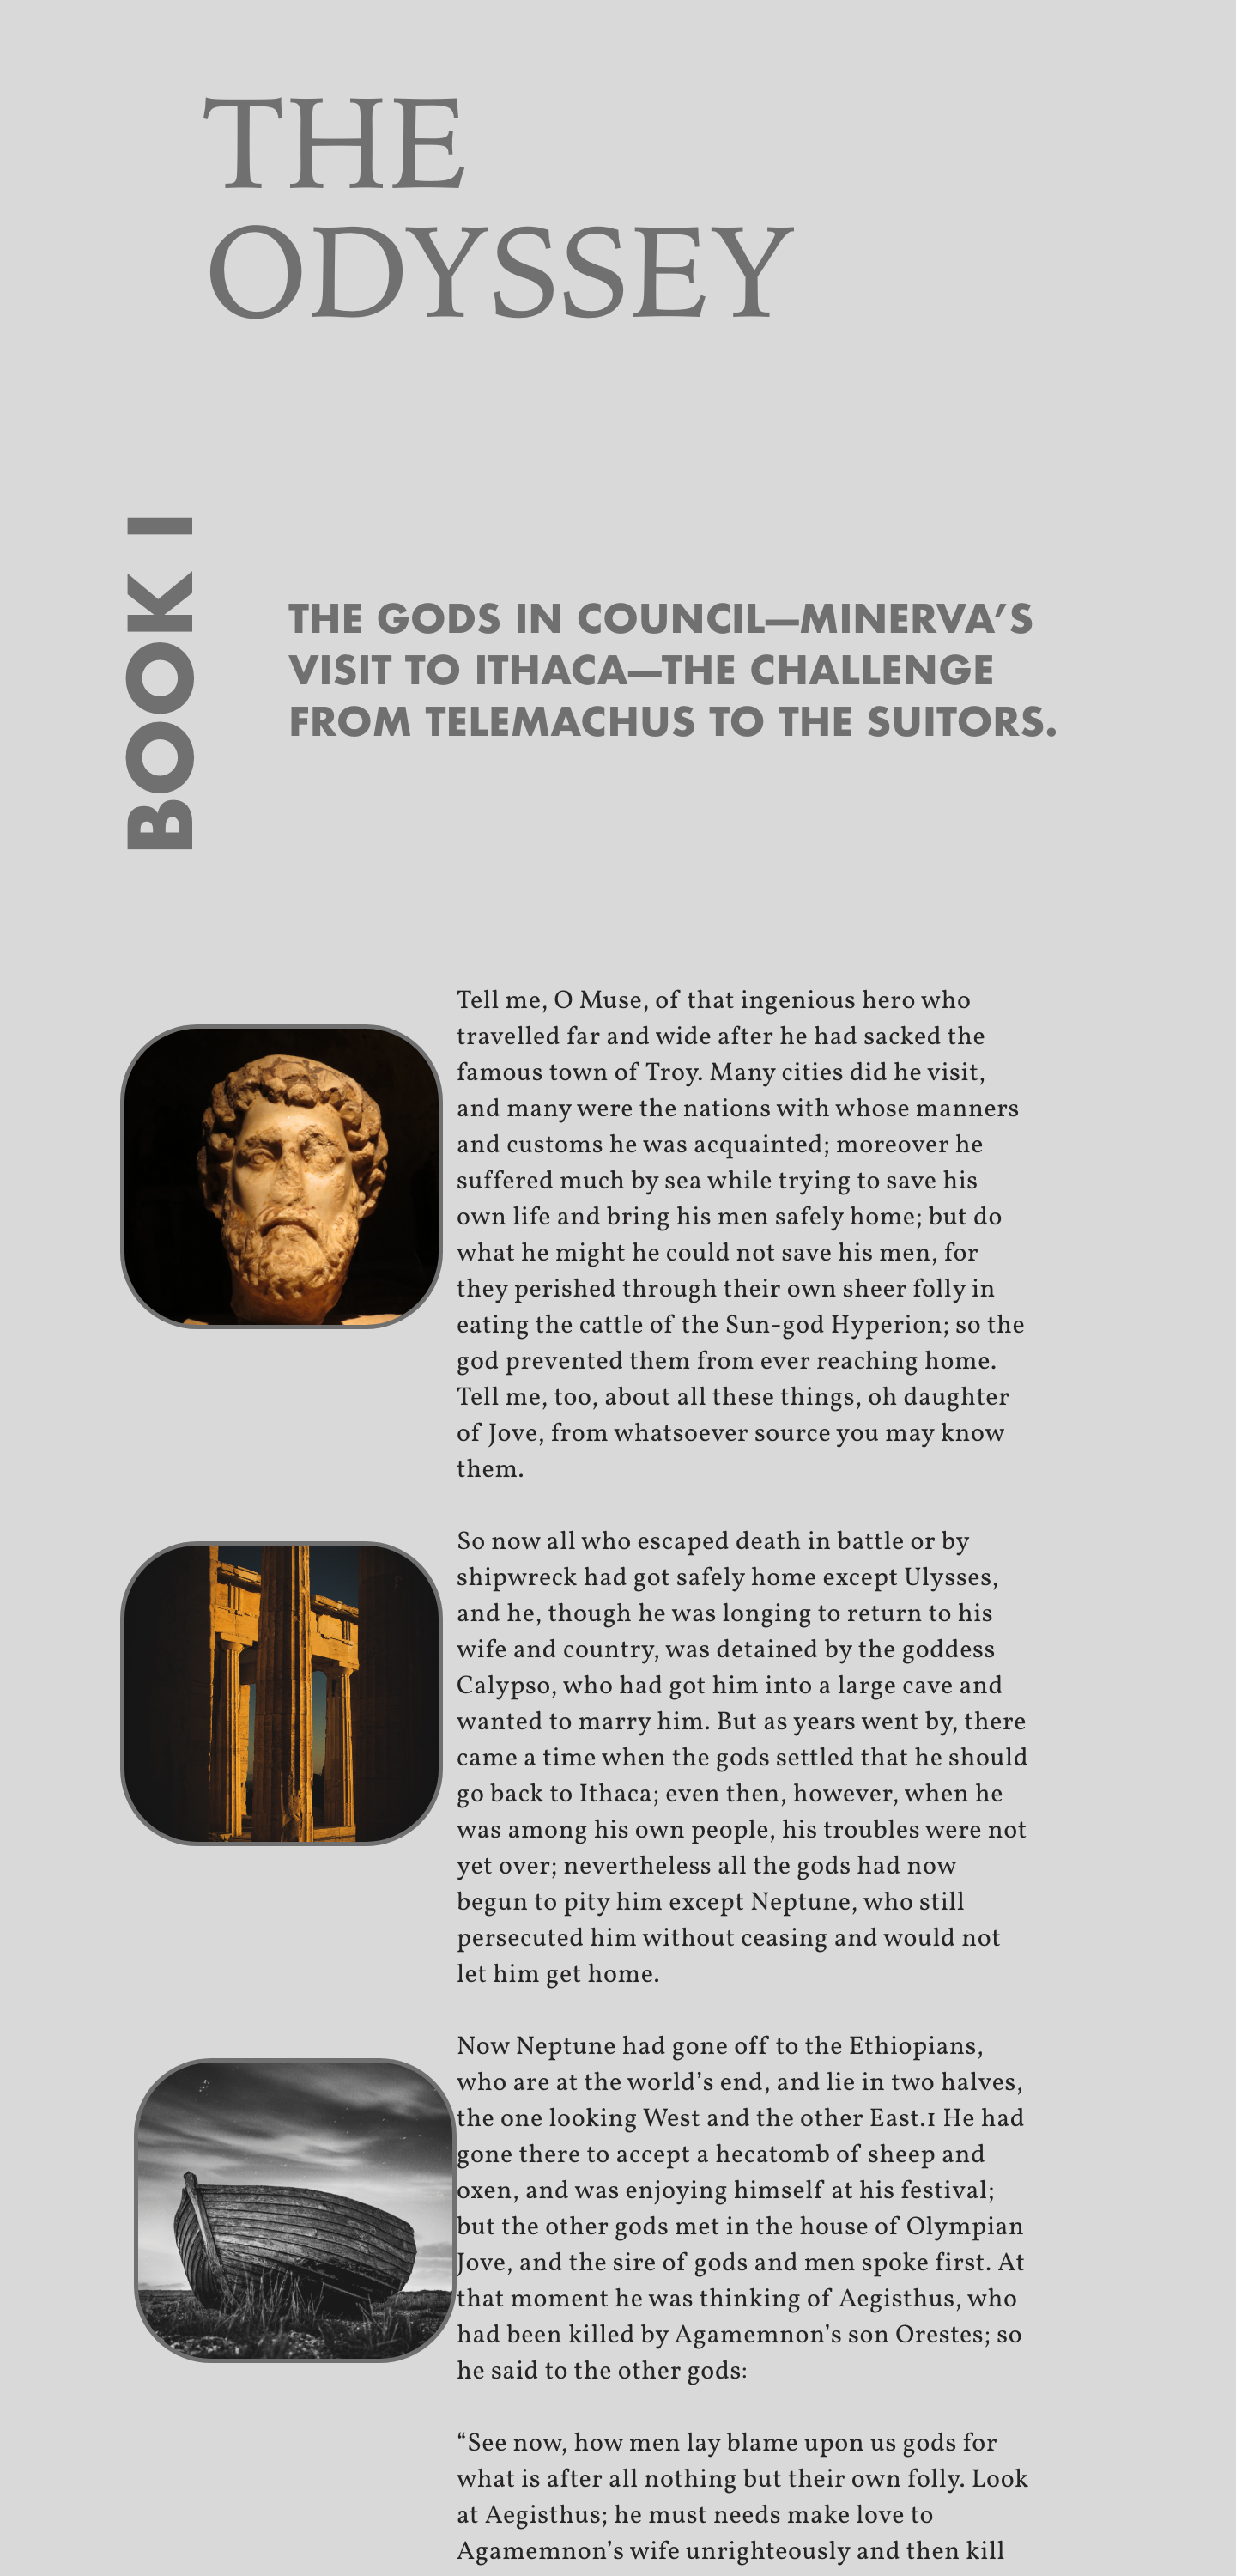 THE
ODYSSEY
BOOK I
THE GODS IN COUNCIL—MINERVA’S
VISIT TO ITHACA—THE CHALLENGE
FROM TELEMACHUS TO THE SUITORS.
Tell me, O Muse, of that ingenious hero who
travelled far and wide after he had sacked the
famous town of Troy. Many cities did he visit,
and many were the nations with whose manners
and customs he was acquainted; moreover he
suffered much by sea while trying to save his
own life and bring his men safely home; but do
what he might he could not save his men, for
they perished through their own sheer folly in
eating the cattle of the Sun-god Hyperion; so the
god prevented them from ever reaching home.
Tell me, too, about all these things, oh daughter
of Jove, from whatsoever source you may know
them.
So now all who escaped death in battle or by
shipwreck had got safely home except Ulysses,
and he, though he was longing to return to his
wife and country, was detained by the goddess
Calypso, who had got him into a large cave and
wanted to marry him. But as years went by, there
came a time when the gods settled that he should
go back to Ithaca; even then, however, when he
was among his own people, his troubles were not
yet over; nevertheless all the gods had now
begun to pity him except Neptune, who still
persecuted him without ceasing and would not
let him get home.
Now Neptune had gone off to the Ethiopians,
who are at the world’s end, and lie in two halves,
the one looking West and the other East.1 He had
gone there to accept a hecatomb of sheep and
oxen, and was enjoying himself at his festival;
but the other gods met in the house of Olympian
Jove, and the sire of gods and men spoke first. At
that moment he was thinking of Aegisthus, who
had been killed by Agamemnon’s son Orestes; so
he said to the other gods:
“See now, how men lay blame upon us gods for
what is after all nothing but their own folly. Look
at Aegisthus; he must needs make love to
Agamemnon’s wife unrighteously and then kill